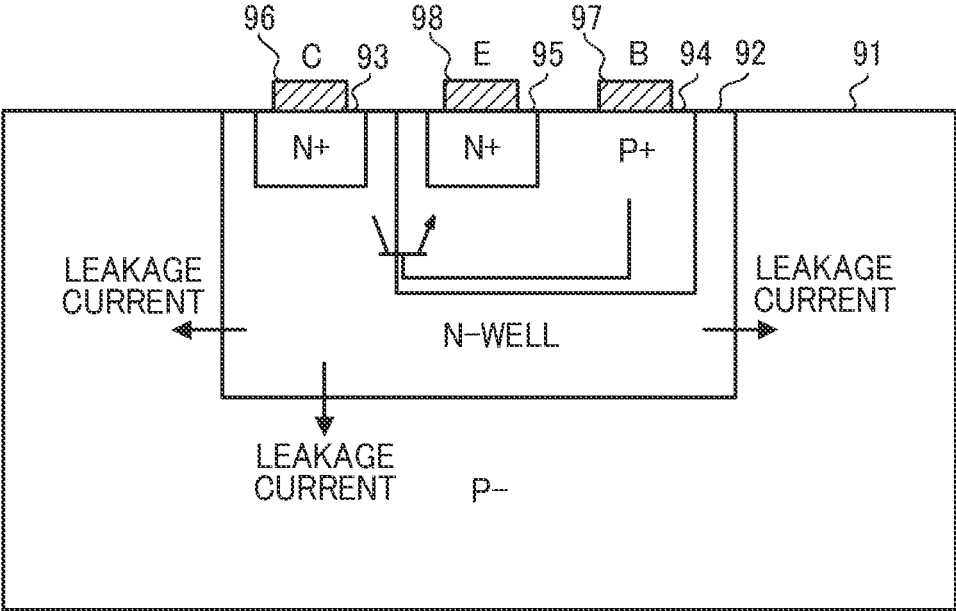 96 98 97
C 93 E 95 B 94 92 91
N+ N+ P+
LEAKAGE
CURRENT
LEAKAGE
CURRENT
N-WELL
LEAKAGE
CURRENT
P-